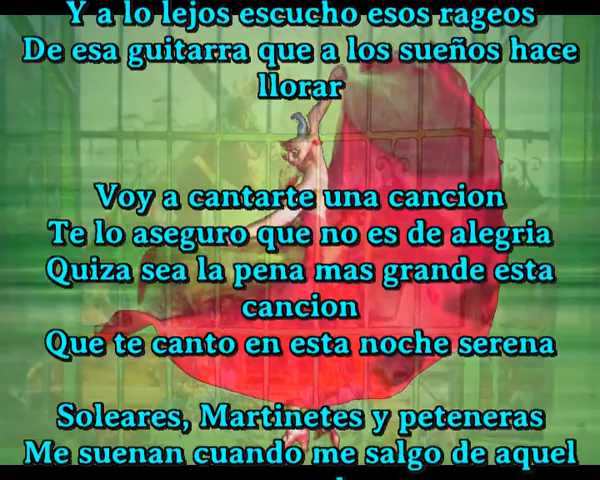 Y a lo lejos escucho esos rageos
De esa guitarra que a los sueños hace
llorar
Voy a cantarte una cancion
Te lo aseguro que no es de alegria
Quiza sea la pena mas grande esta
cancion
Que te canto en esta noche serena
Soleares, Martinetes y peteneras
Me suenan cuando me salgo de aquel